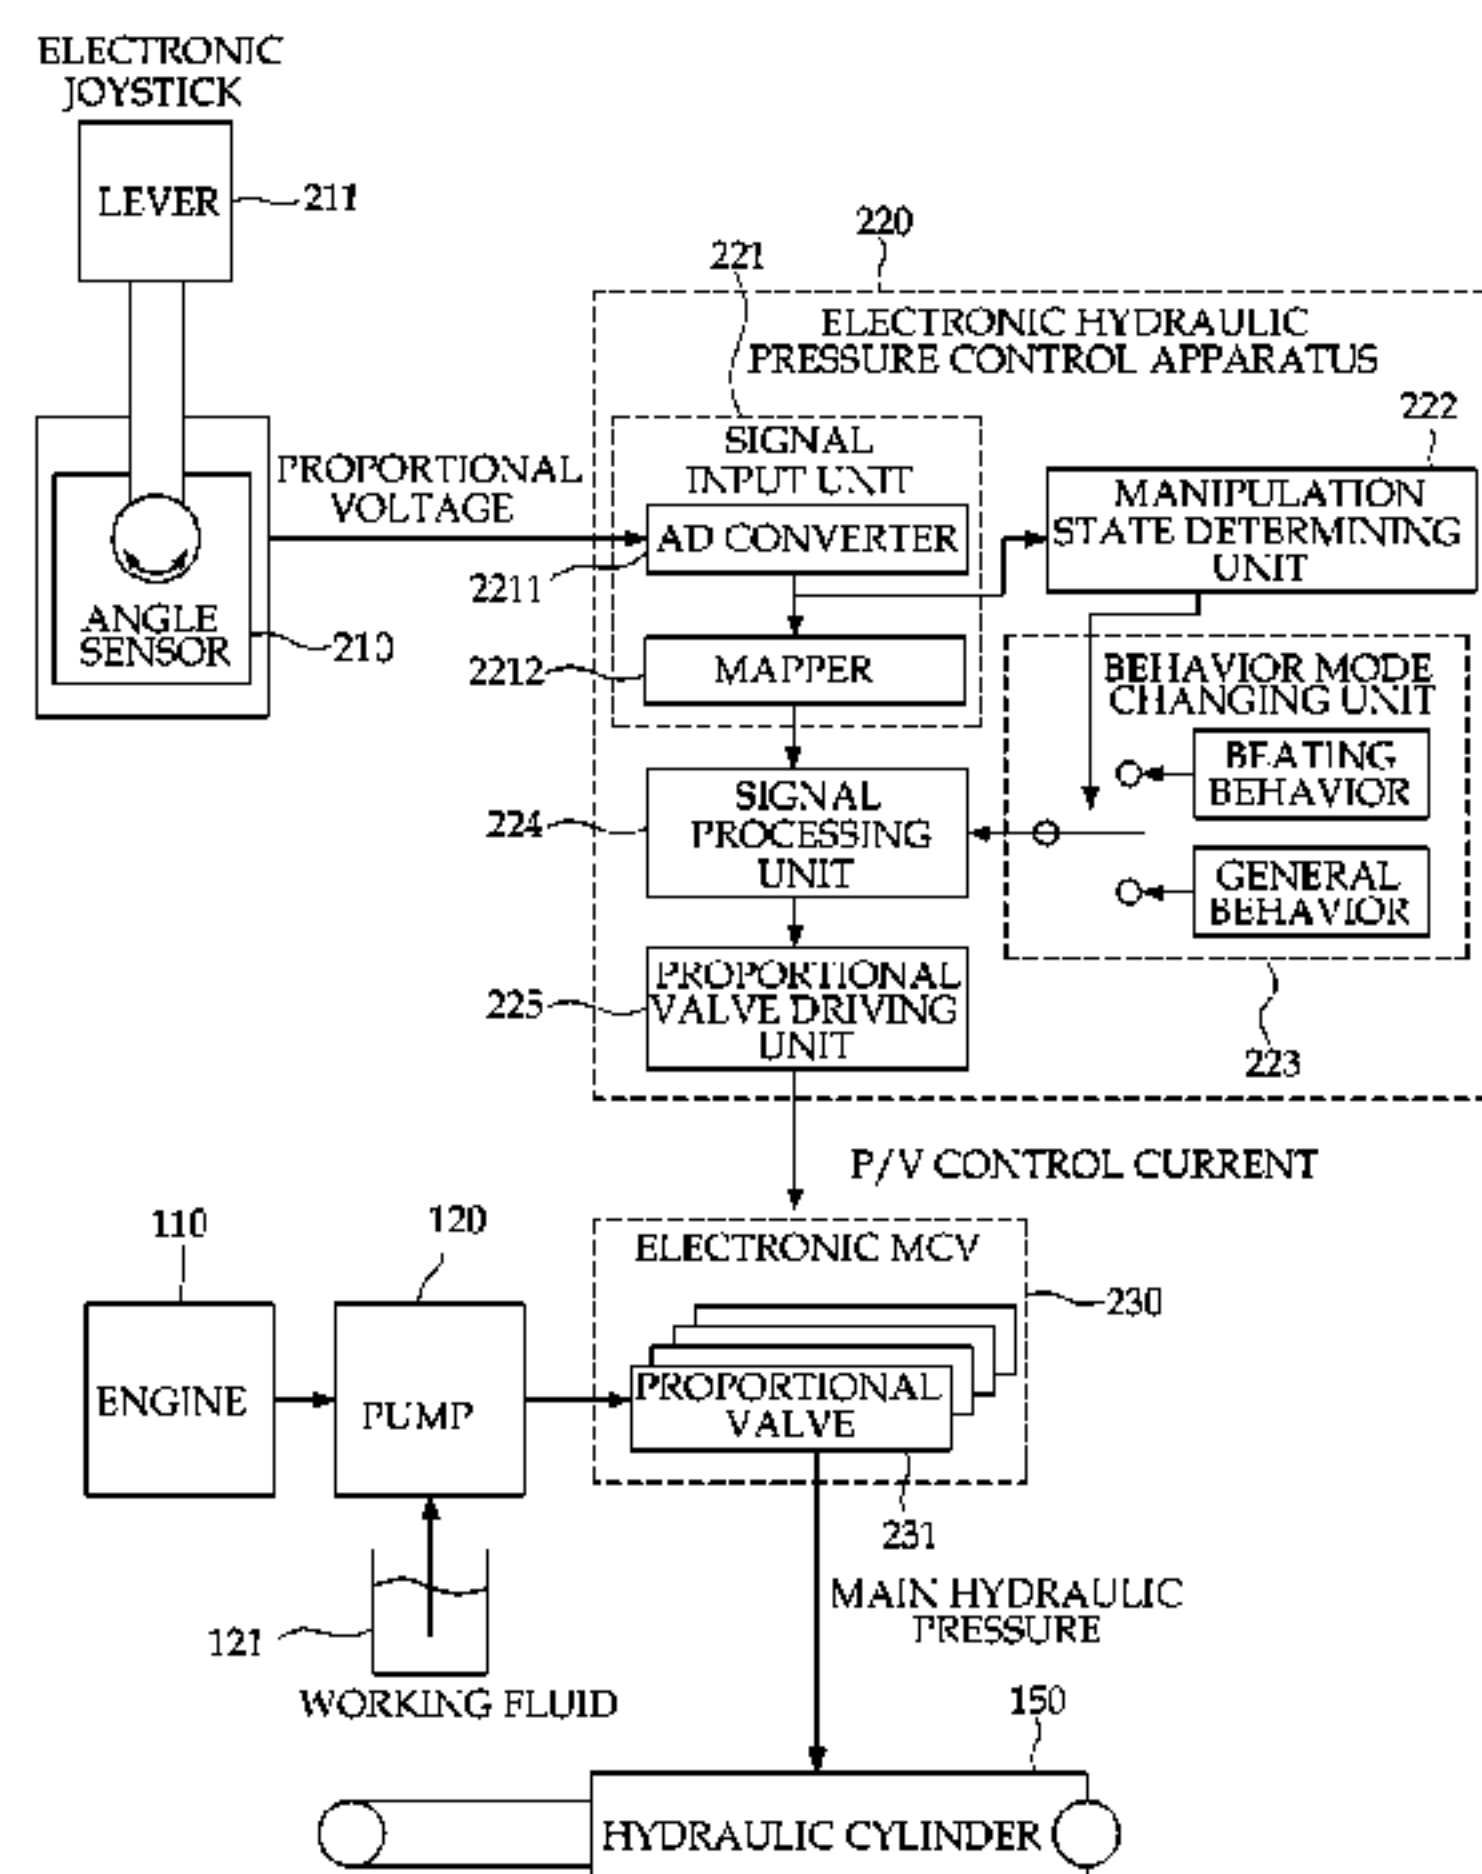 ELECTRONIC
JOYSTICK
LEVER
211
220
221
ELECTRONIC HYDRAULIC
PRESSURE CONTROL APPARATUS
222
SIGNAL
INPUT UNIT
PROPORTIONAL
VOLTAGE
MANIPULATION
STATE DETERMINING
UNIT
AD CONVERTER
2211
ANGLE
SENSOR
210
2212
MAPPER
BEHAVIOR MODE
CHANGING UNIT
BEATING
BEHAVIOR
SIGNAL
PROCESSING
UNIT
224
GENERAL
BEHAVIOR
PROPORTIONAL
VALVE DRIVING
UNIT
225
223
P/V CONTROL CURRENT
110
120
ELECTRONIC MCV
230
ENGINE
PUMP
PROPORTIONAL
VALVE
231
MAIN HYDRAULIC
PRESSURE
121
WORKING FLUID
150
HYDRAULIC CYLINDER